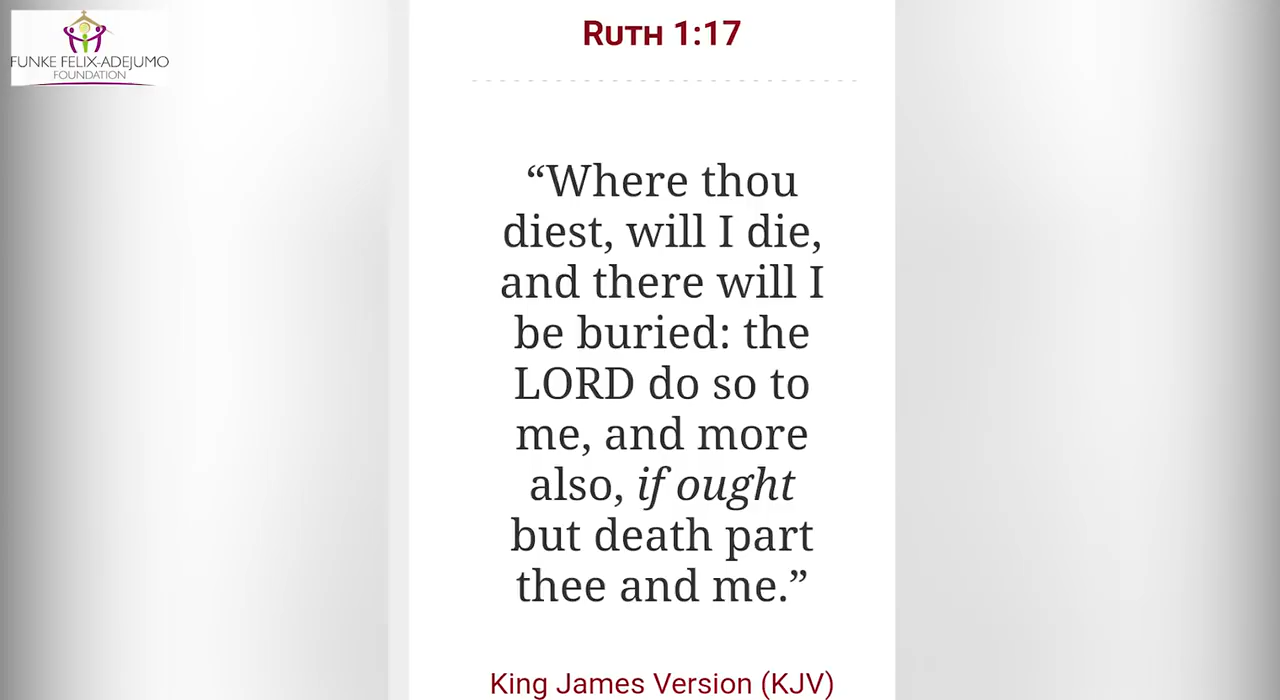 FUNKE FELIX-ADEJUMO
FOUNDATION
RUTH 1:17
“Where thou
diest, will I die,
and there will I
be buried: the
LORD do so to
me, and more
also, if ought
but death part
thee and me.”
King James Version (KJV)